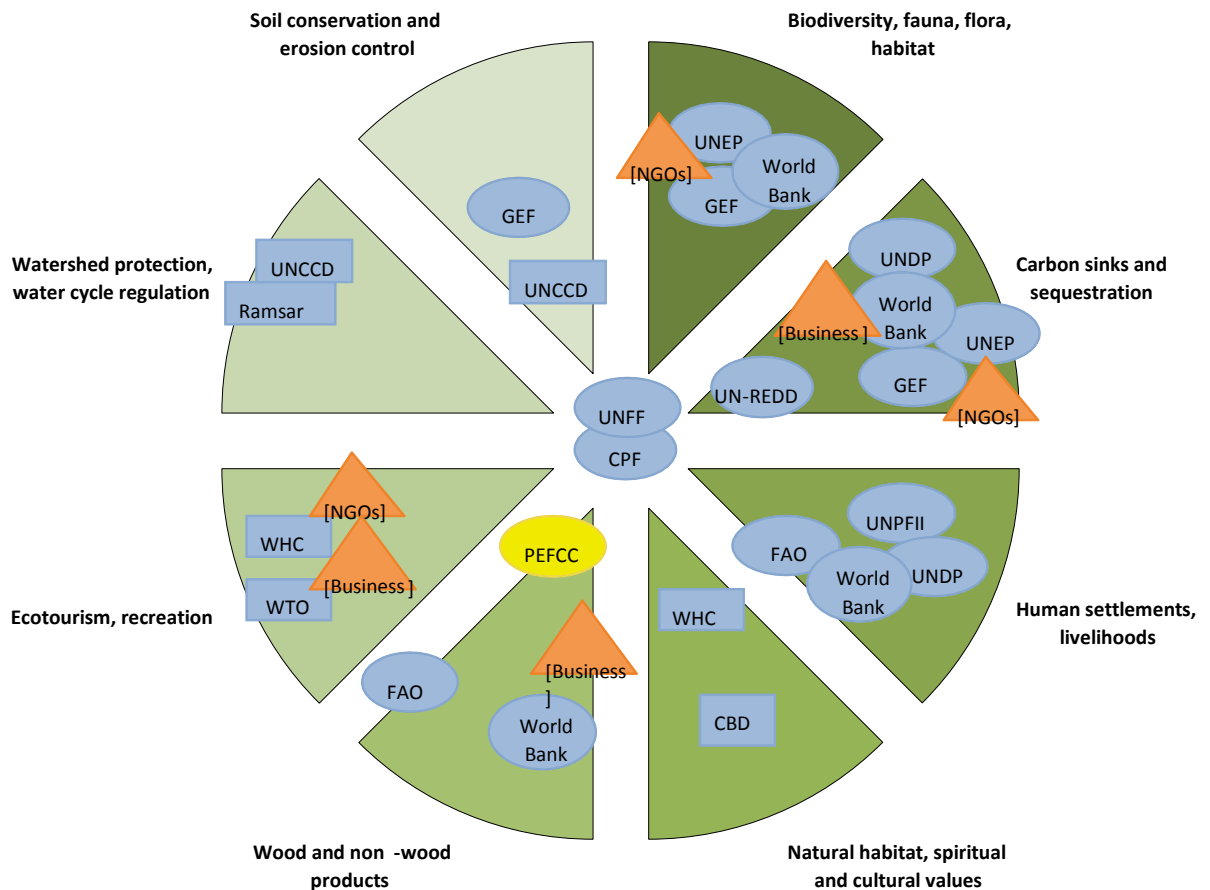 Soil conservation and
erosion control
Biodiversity, fauna, flora,
habitat
UNEP
[NGOs]
World
Bank
GEF
GEF
UNCCD
Watershed protection,
water cycle regulation
UNCCD
Ramsar
UNDP
World
Bank
[Business ]
UNEP
GEF
UN-REDD
[NGOs]
Carbon sinks and
sequestration
UNFF
CPF
[NGOs]
WHC
[Business ]
WTO
Ecotourism, recreation
PEFCC
[Business
]
FAO
World
Bank
WHC
CBD
UNPFII
FAO
UNDP
World
Bank
Human settlements,
livelihoods
Wood and non -wood
products
Natural habitat, spiritual
and cultural values